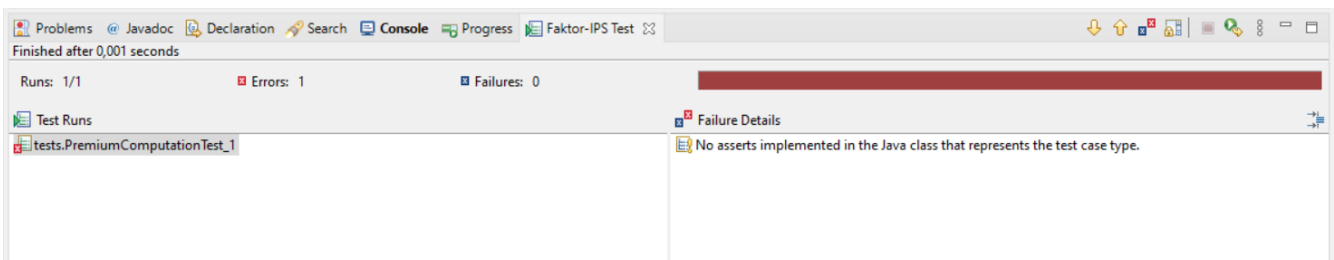 Problems @ Javadoc Declaration Search Console Progress Faktor-IPS Test
Finished after 0,001 seconds
Runs: 1/1 Errors: 1 Failures: 0
Test Runs
Failure Details
tests.PremiumComputationTest_1
No asserts implemented in the Java class that represents the test case type.